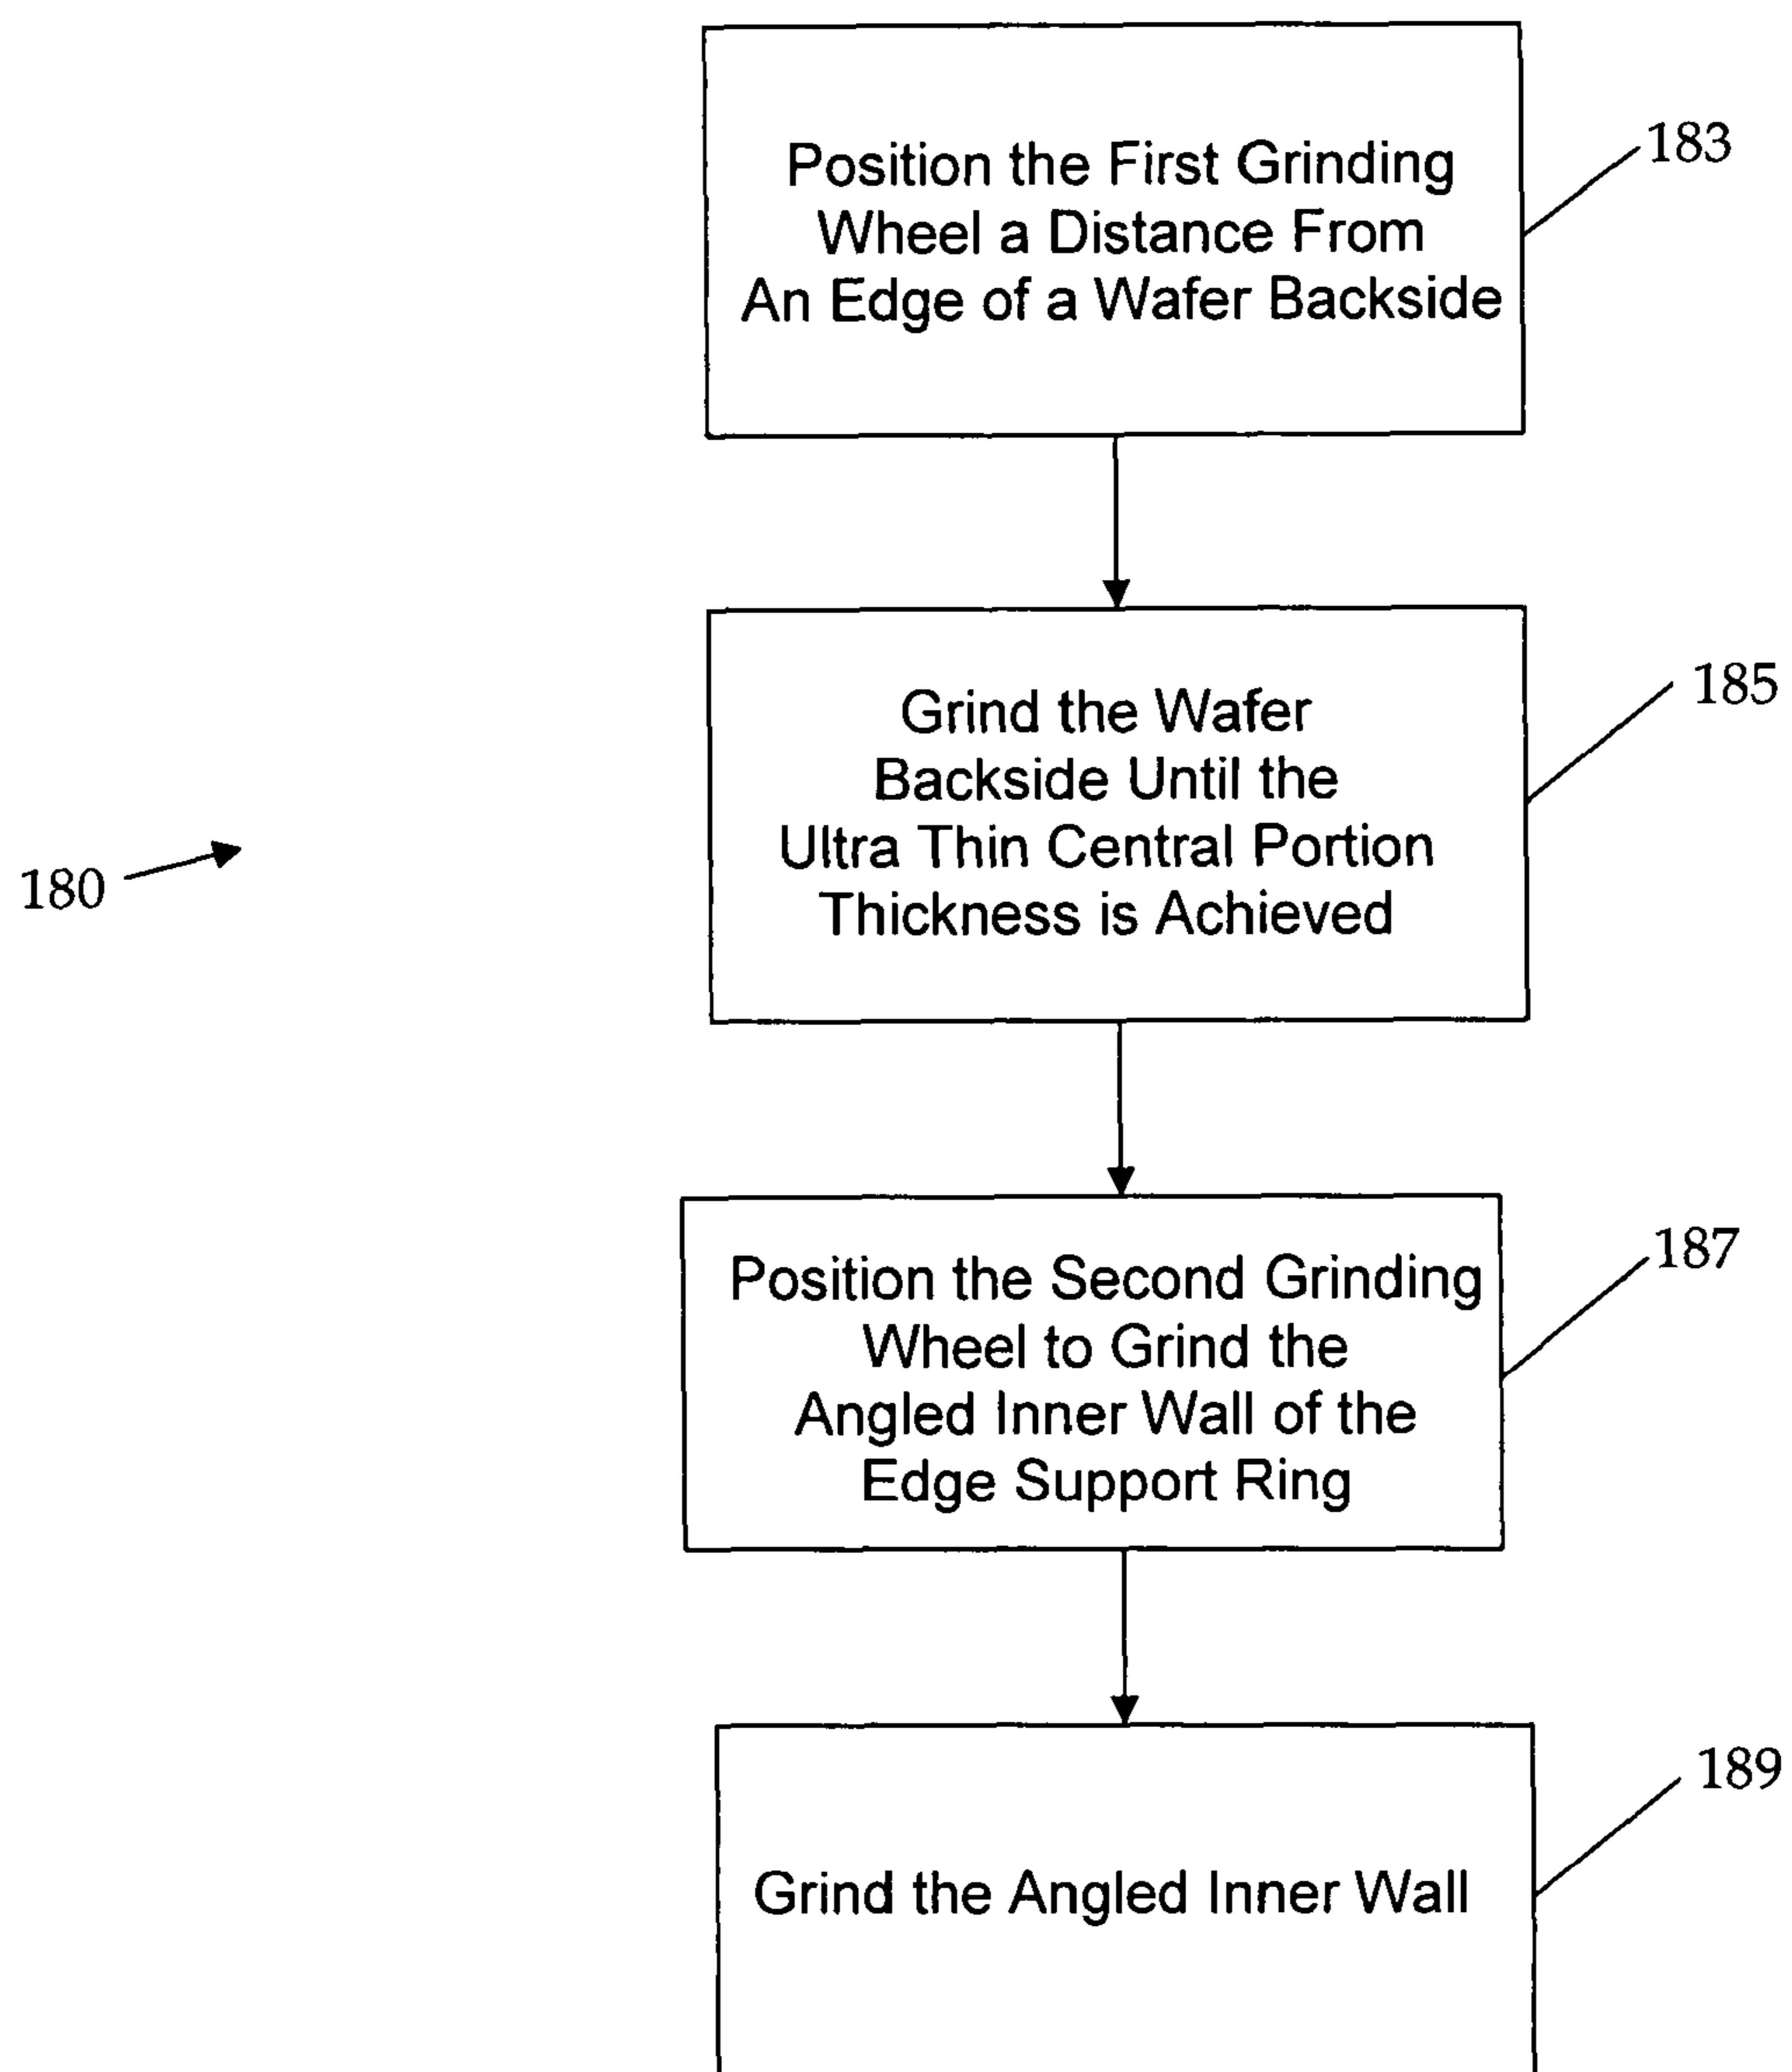 Position the First Grinding
Wheel a Distance From
An Edge of a Wafer Backside
183
Grind the Wafer
Backside Until the
Ultra Thin Central Portion
Thickness is Achieved
185
180
Position the Second Grinding
Wheel to Grind the
Angled Inner Wall of the
Edge Support Ring
187
Grind the Angled Inner Wall
189